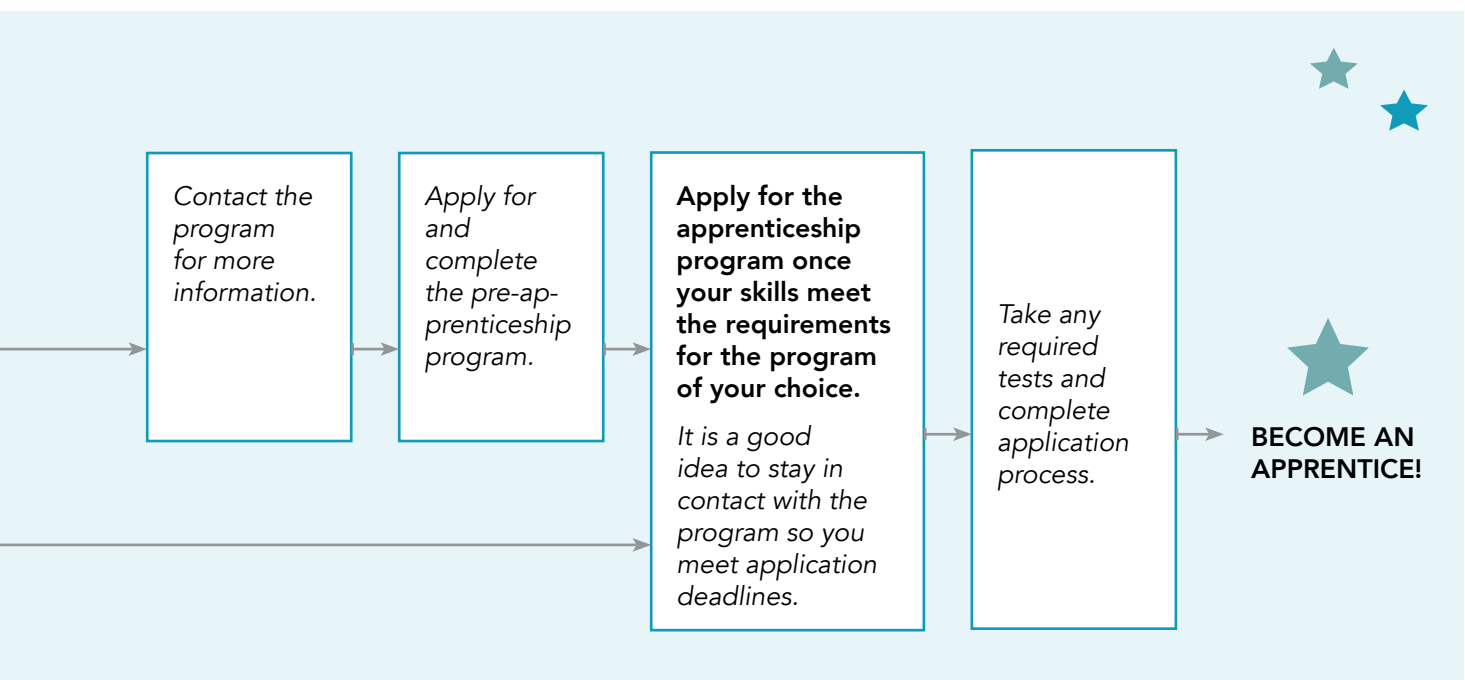 Contact the
program
for more
information.
Apply for
and
complete
the pre-ap-
prenticeship
program.
Apply for the
apprenticeship
program once
your skills meet
the requirements
for the program
of your choice.
It is a good
idea to stay in
contact with the
program so you
meet application
deadlines.
Take any
required
tests and
complete
application
process.
BECOME AN
APPRENTICE!